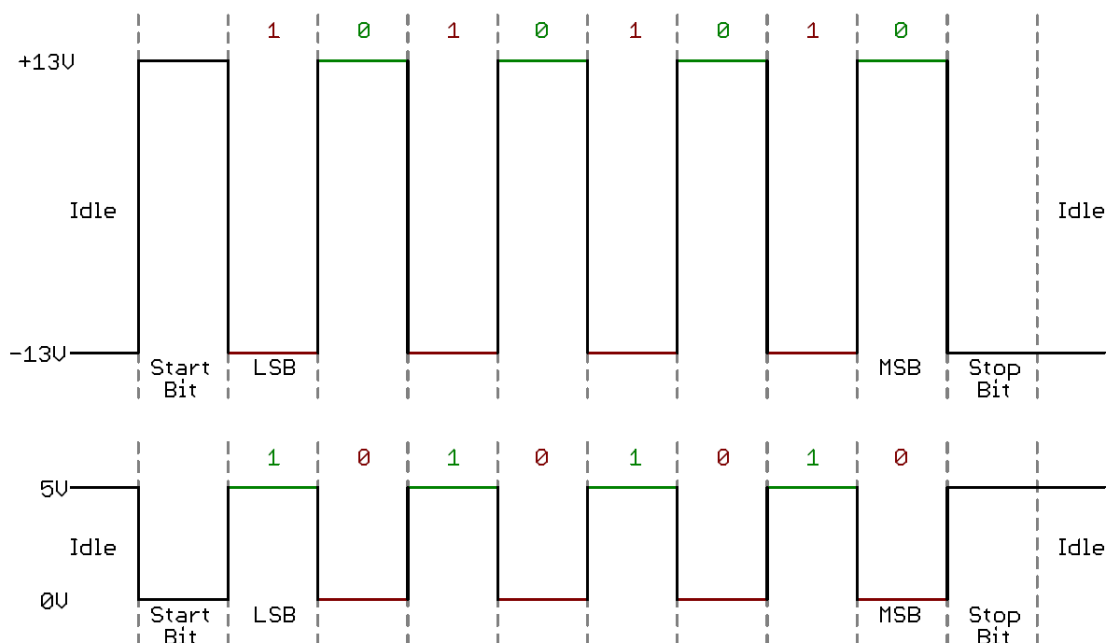 1 0 1 0 1 0 1 0
+13V
Idle Idle
-13V
Start Bit LSB MSB Stop Bit
1 0 1 0 1 0 1 0
5V
Idle Idle
0V
Start Bit LSB MSB Stop Bit